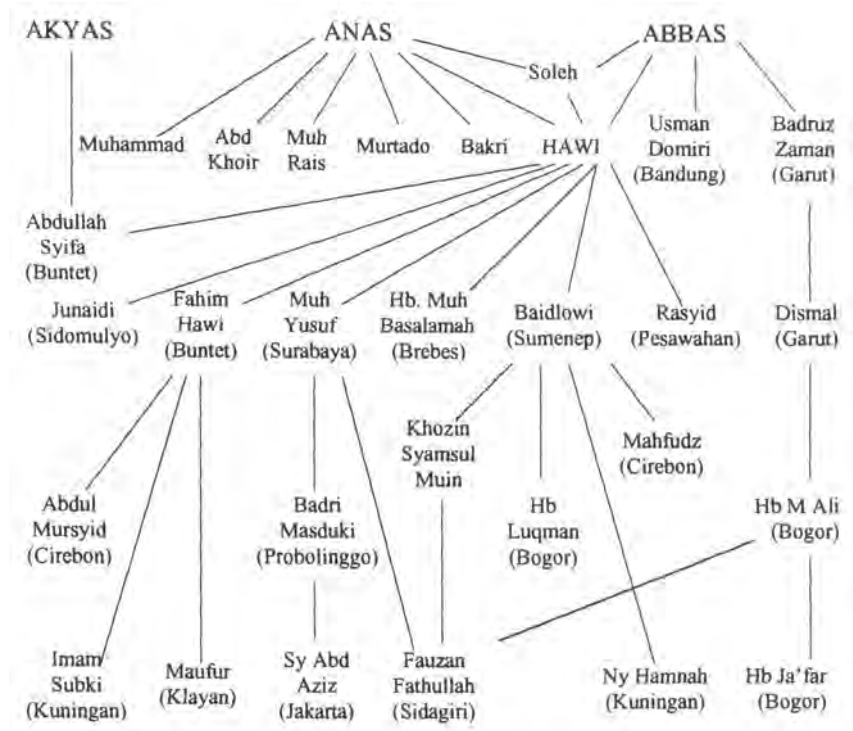 AKYAS
ANAS
ABBAS
Soleh
Muhammad
Abd
Khoir
Muh
Rais
Murtado
Bakri
HAWI
Usman
Domiri
(Bandung)
Badruz
Zaman
(Garut)
Abdullah
Syifa
(Buntet)
Junaidi
(Sidomulyo)
Fahim
Hawi
(Buntet)
Muh
Yusuf
(Surabaya)
Hb. Muh
Basalamah
(Brebes)
Baidlowi
(Sumenep)
Rasyid
(Pesawahan)
Dismal
(Garut)
Khozin
Syamsul
Muin
Mahfudz
(Cirebon)
Abdul
Mursyid
(Cirebon)
Badri
Masduki
(Probolinggo)
Hb
Luqman
(Bogor)
Hb M Ali
(Bogor)
Imam
Subki
(Kuningan)
Maufur
(Klayan)
Sy Abd
Aziz
(Jakarta)
Fauzan
Fathullah
(Sidagiri)
Ny Hamnah
(Kuningan)
Hb Ja'far
(Bogor)